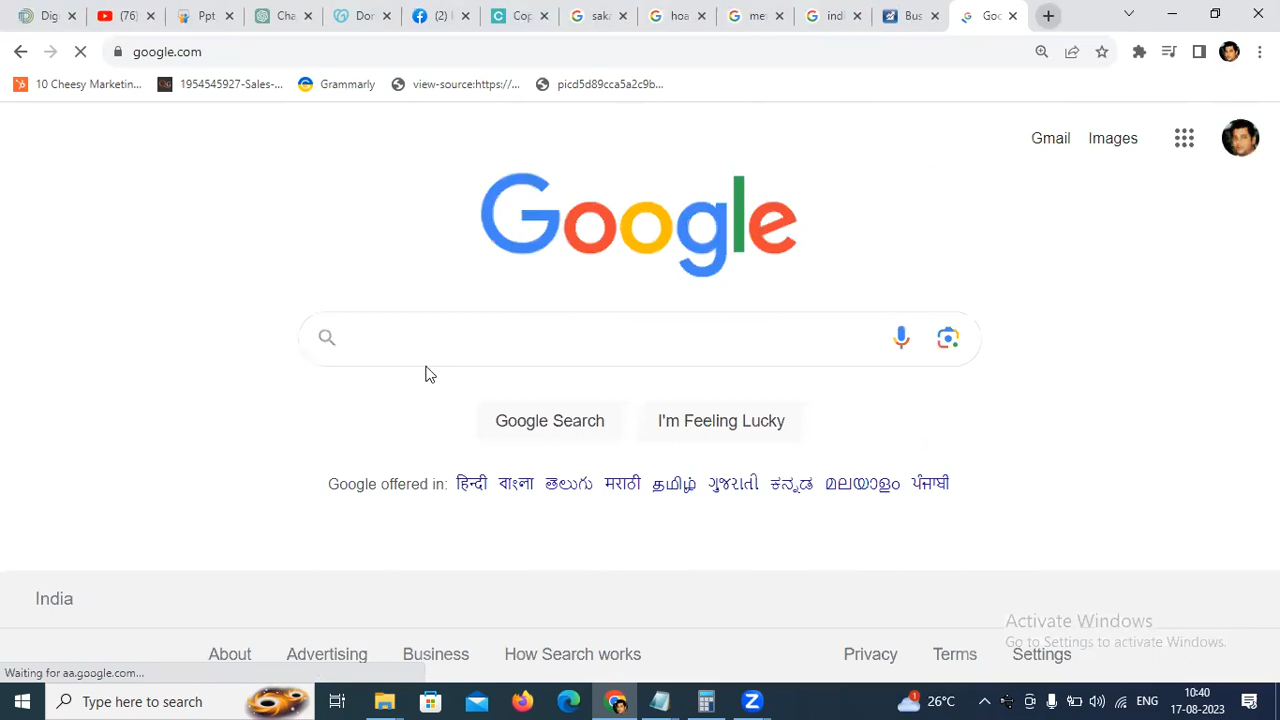 Dig (76) Ppt Cha Dor (2) | Cop sakr hoa me indi Bus Goo
google.com
10 Cheesy Marketin... 1954545927-Sales-... Grammarly view-source:https://... picd5d89cca5a2c9b...
Gmail Images
Google
Google Search I'm Feeling Lucky
Google offered in: हिन्दी বাংলা తెలుగు मराठी தமிழ் ગુજરાતી ಕನ್ನಡ മലയാളം ਪੰਜਾਬੀ
India
Activate Windows
Go to Settings to activate Windows.
About Advertising Business How Search works Privacy Terms Settings
Waiting for aa.google.com...
Type here to search 1 26°C ENG 10:40
17-08-2023